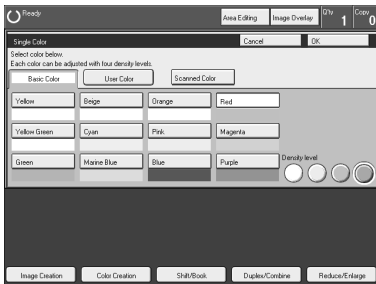 Ready
Area Editing
Image Overlay
Q'ty
1
Copy
0
Single Color
Cancel
OK
Select color below.
Each color can be adjusted with four density levels.
Basic Color
User Color
Scanned Color
Yellow
Beige
Orange
Red
Yellow Green
Cyan
Pink
Magenta
Green
Marine Blue
Blue
Purple
Density level
Image Creation
Color Creation
Shift/Book
Duplex/Combine
Reduce/Enlarge